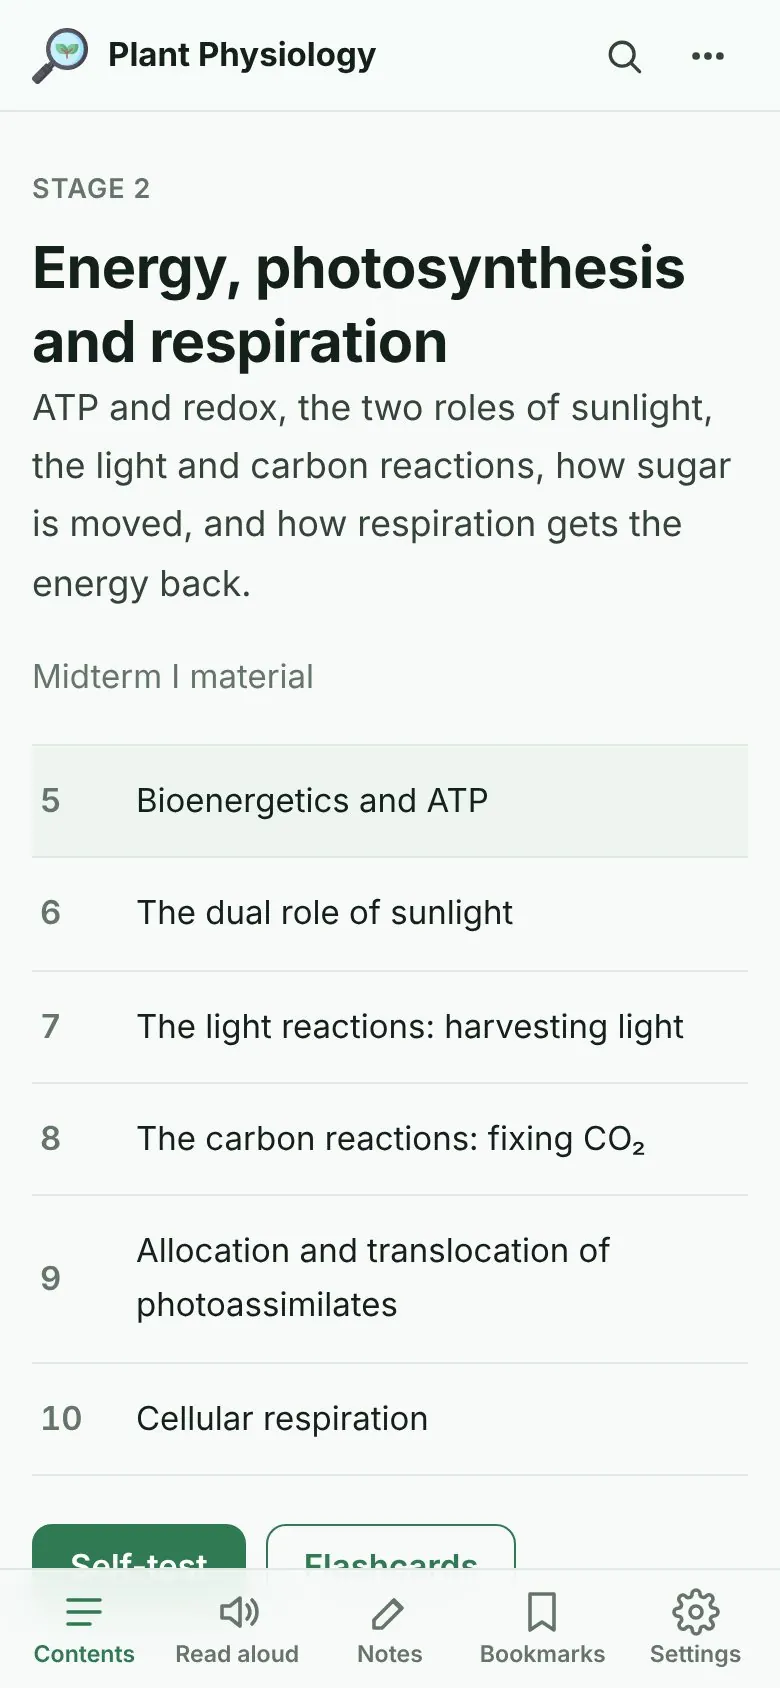 Plant Physiology
STAGE 2
Energy, photosynthesis
and respiration
ATP and redox, the two roles of sunlight,
the light and carbon reactions, how sugar
is moved, and how respiration gets the
energy back.
Midterm I material
5 Bioenergetics and ATP
6 The dual role of sunlight
7 The light reactions: harvesting light
8 The carbon reactions: fixing CO₂
9 Allocation and translocation of
photoassimilates
10 Cellular respiration
Self-test Flashcards
Contents Read aloud Notes Bookmarks Settings